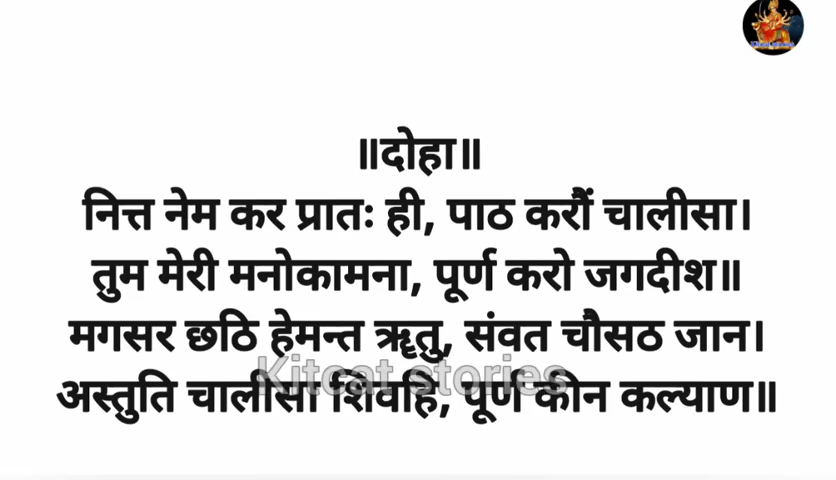 ॥दोहा॥
नित्त नेम कर प्रातः ही, पाठ करौं चालीसा।
तुम मेरी मनोकामना, पूर्ण करो जगदीश॥
मगसर छठि हेमन्त ॠतु, संवत चौसठ जान।
Kitcat stories
अस्तुति चालीसा शिवहि, पूर्ण कीन कल्याण॥